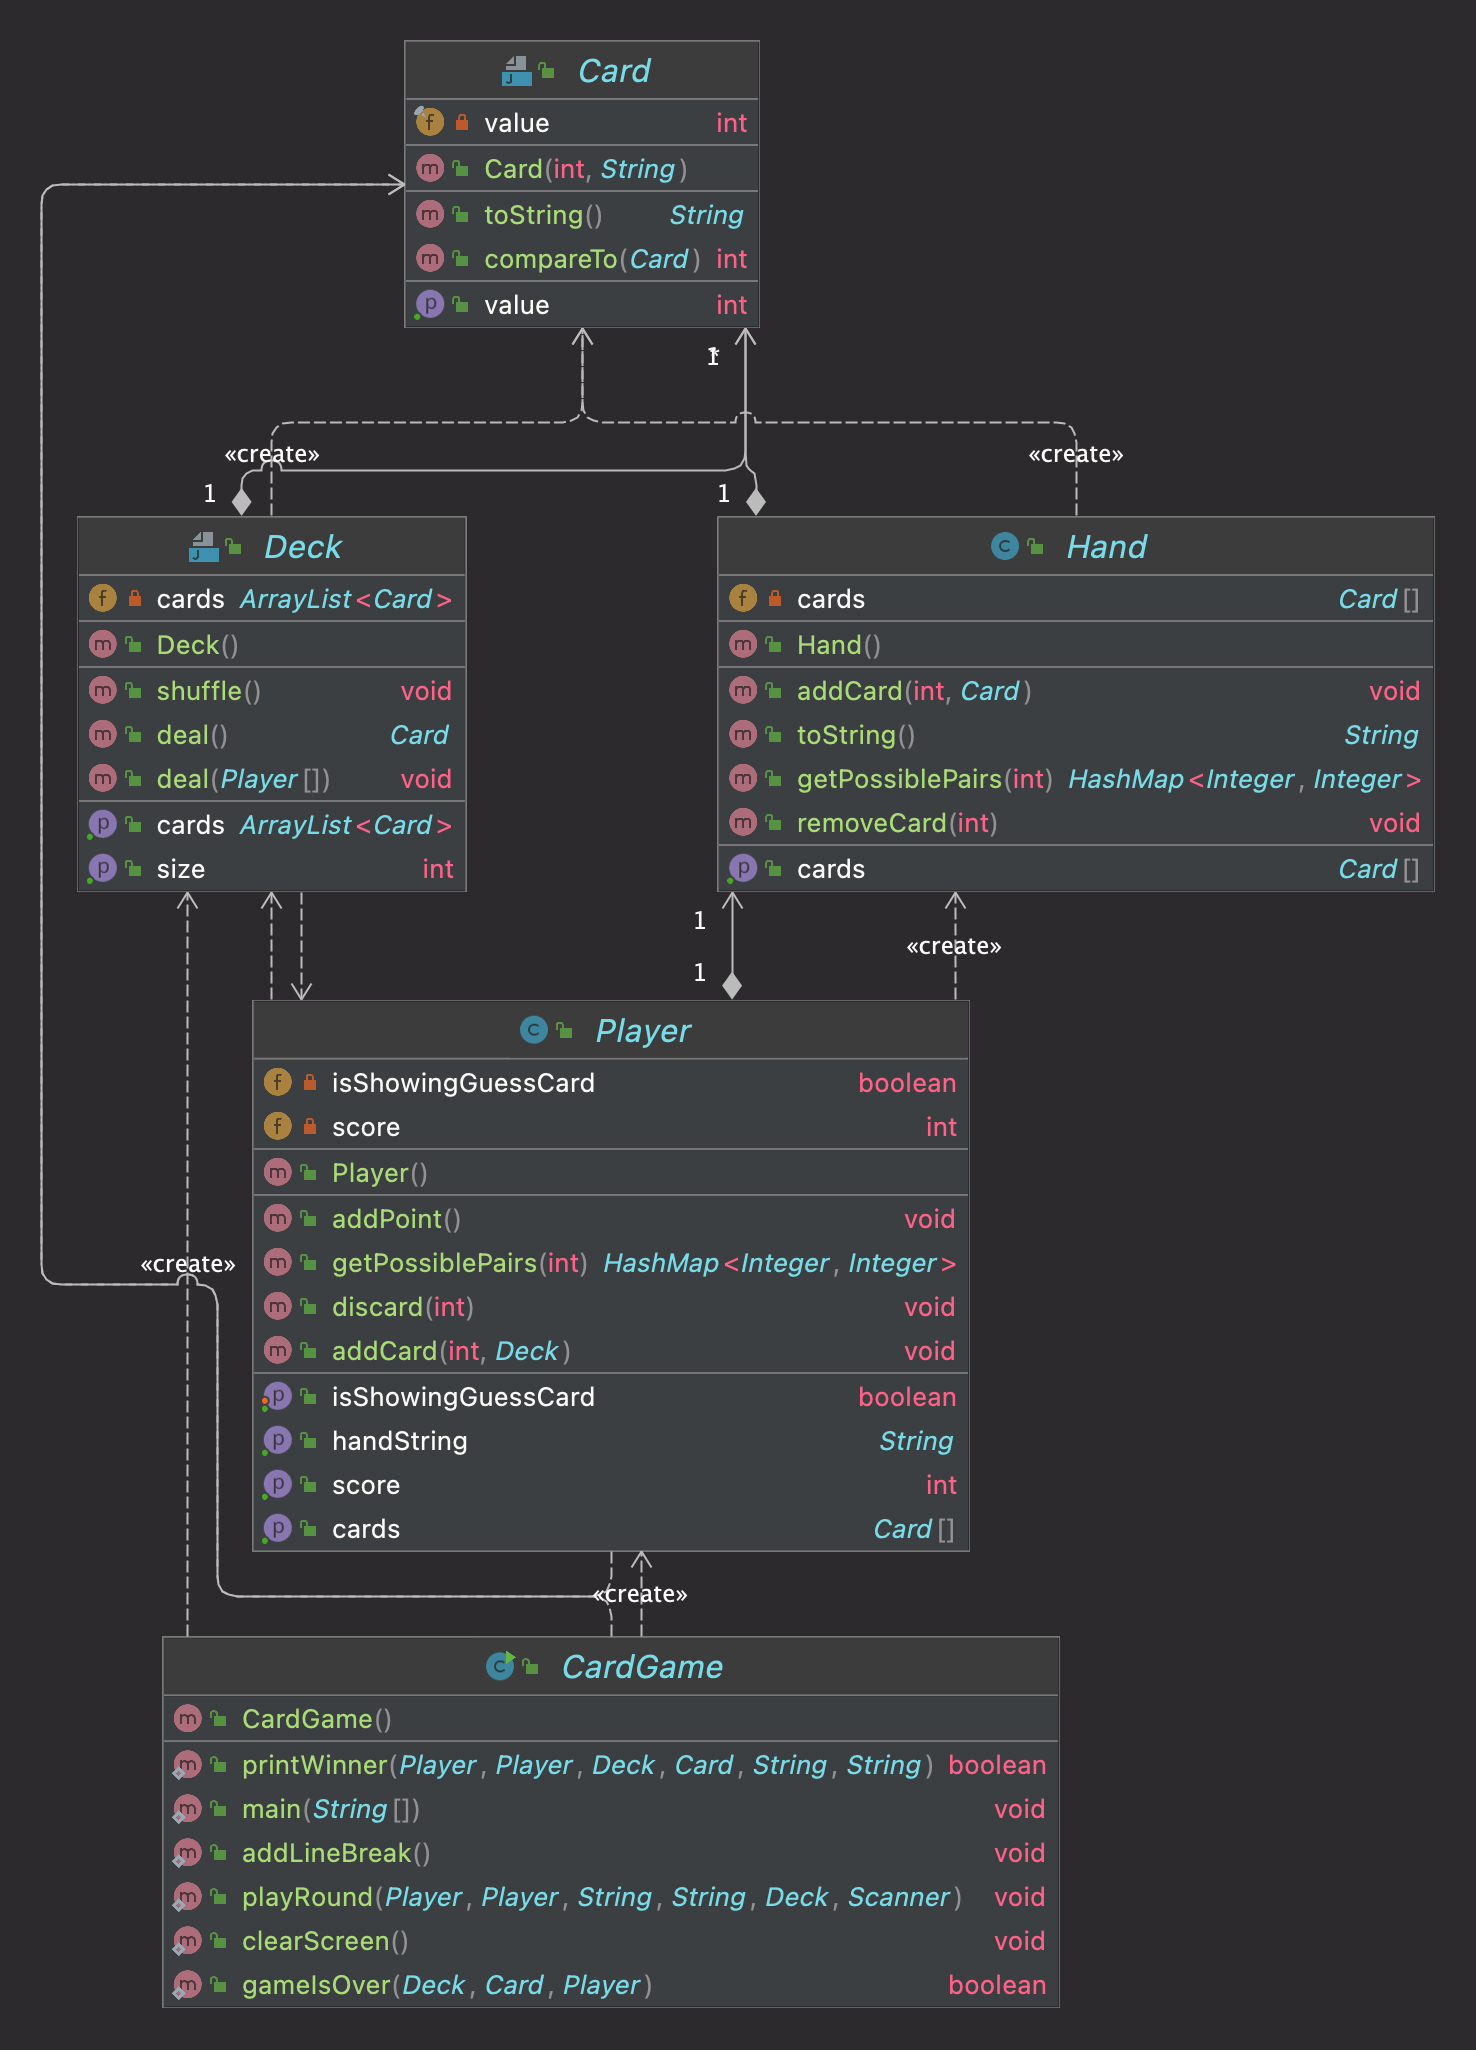 Card
value int
Card(int, String)
toString() String
compareTo(Card) int
value int
1
«create»
«create»
1
1
Deck
cards ArrayList<Card>
Deck()
shuffle() void
deal() Card
deal(Player[]) void
cards ArrayList<Card>
size int
Hand
cards Card[]
Hand()
addCard(int, Card) void
toString() String
getPossiblePairs(int) HashMap<Integer, Integer>
removeCard(int) void
cards Card[]
1
«create»
1
Player
isShowingGuessCard boolean
score int
Player()
addPoint() void
getPossiblePairs(int) HashMap<Integer, Integer>
discard(int) void
addCard(int, Deck) void
isShowingGuessCard boolean
handString String
score int
cards Card[]
«create»
«create»
CardGame
CardGame()
printWinner(Player, Player, Deck, Card, String, String) boolean
main(String[]) void
addLineBreak() void
playRound(Player, Player, String, String, Deck, Scanner) void
clearScreen() void
gameIsOver(Deck, Card, Player) boolean